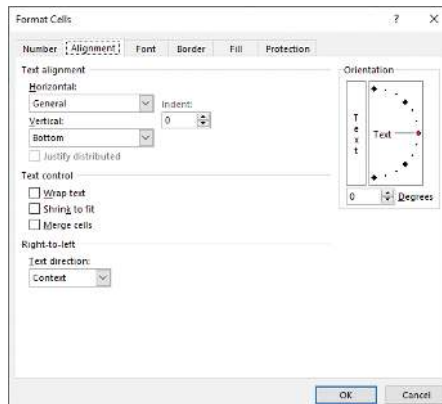 Format Cells ? X
Number Alignment Font Border Fill Protection
Text alignment
Horizontal:
General
Indent:
Vertical:
0
Bottom
Justify distributed
Text control
Wrap text
Shrink to fit
Merge cells
Right-to-left
Text direction:
Context
Orientation
Text
Text
0 Degrees
OK Cancel